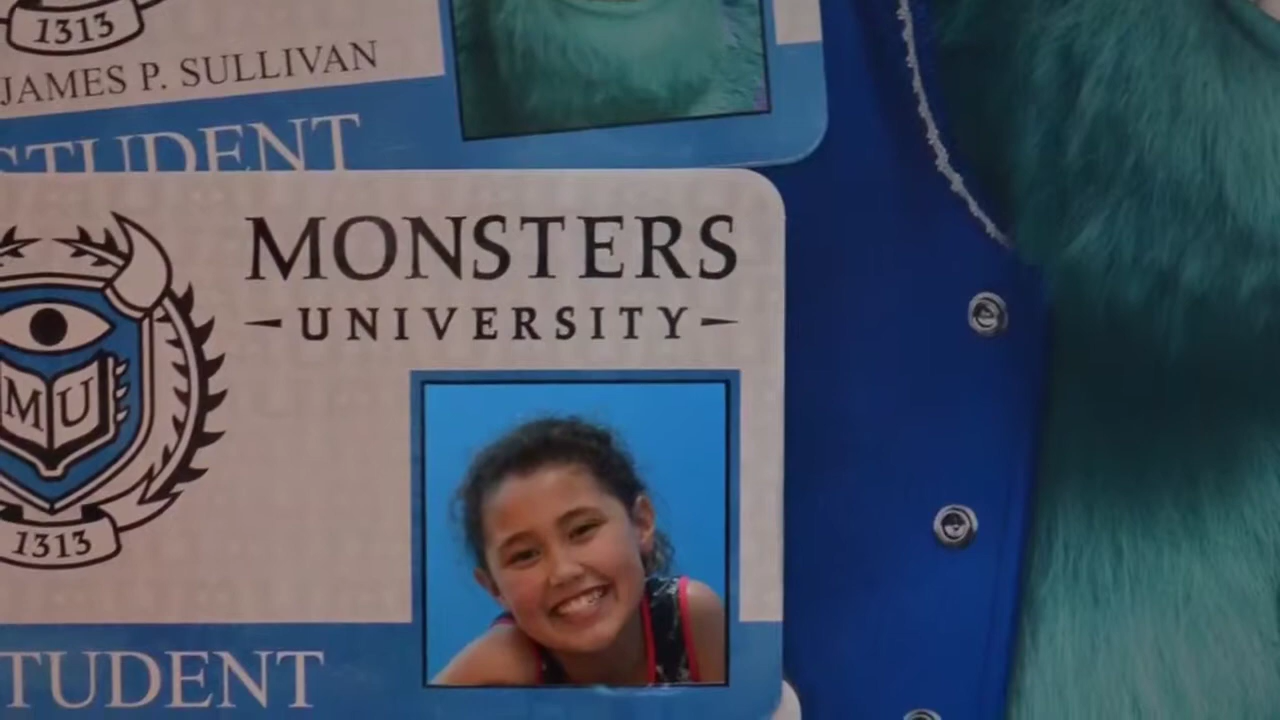 1313
JAMES P. SULLIVAN
STUDENT
MONSTERS
UNIVERSITY
MU
1313
STUDENT